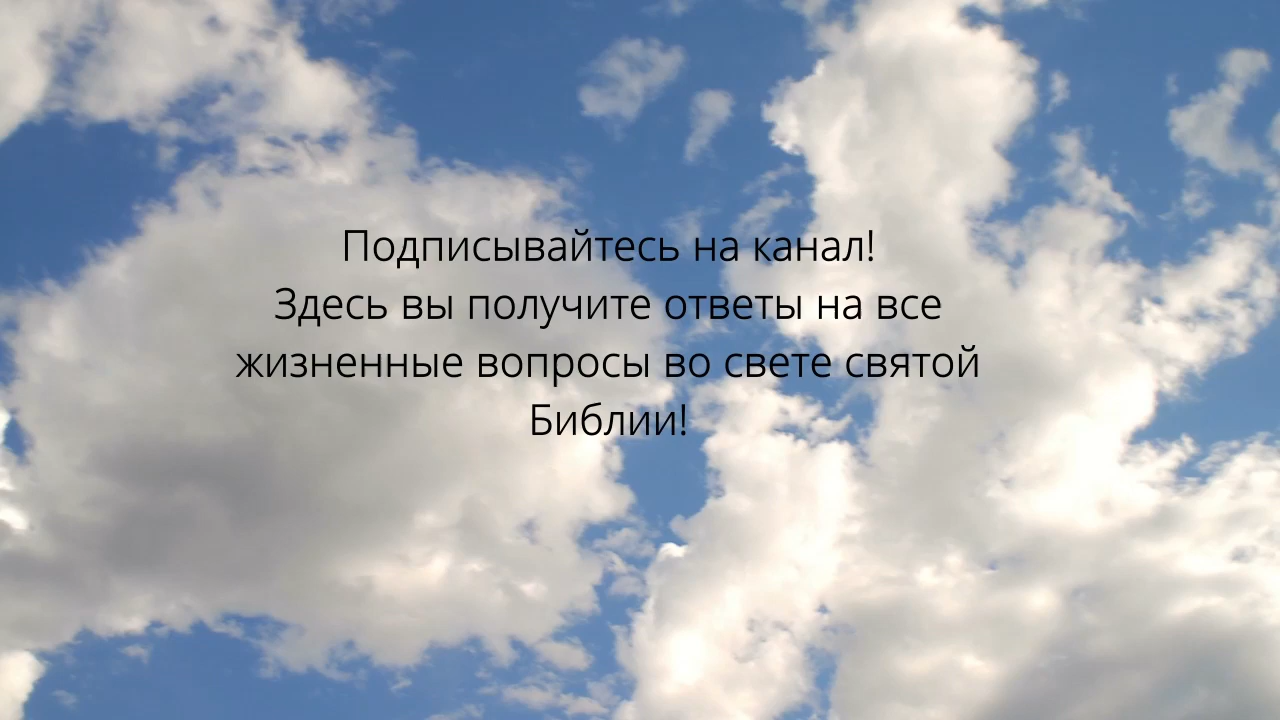 Подписывайтесь на канал!
Здесь вы получите ответы на все
жизненные вопросы во свете святой
Библии!